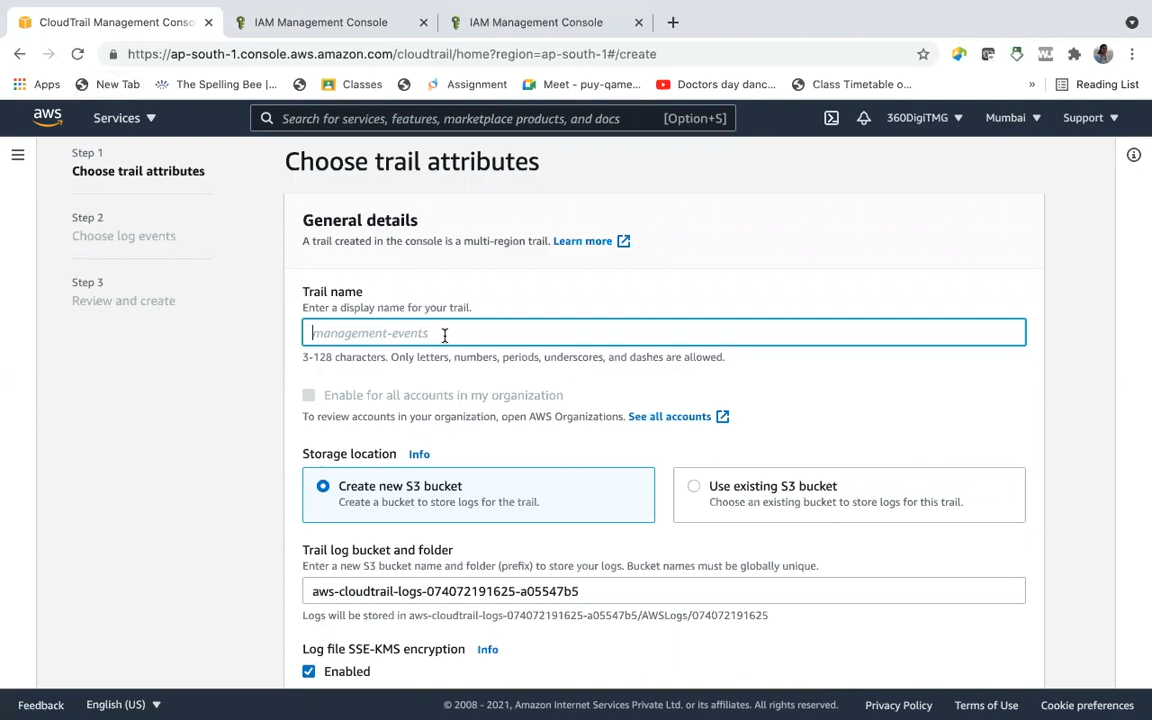 CloudTrail Management Conso
IAM Management Console
IAM Management Console
https://ap-south-1.console.aws.amazon.com/cloudtrail/home?region=ap-south-1#/create
Apps
New Tab
The Spelling Bee |...
Classes
Assignment
Meet - puy-game...
Doctors day danc...
Class Timetable o...
»
Reading List
aws
Services
Search for services, features, marketplace products, and docs
[Option+S]
360DigiTMG
Mumbai
Support
Step 1
Choose trail attributes
Step 2
Choose log events
Step 3
Review and create
Choose trail attributes
General details
A trail created in the console is a multi-region trail. Learn more
Trail name
Enter a display name for your trail.
management-events
3-128 characters. Only letters, numbers, periods, underscores, and dashes are allowed.
Enable for all accounts in my organization
To review accounts in your organization, open AWS Organizations. See all accounts
Storage location Info
Create new S3 bucket
Create a bucket to store logs for the trail.
Use existing S3 bucket
Choose an existing bucket to store logs for this trail.
Trail log bucket and folder
Enter a new S3 bucket name and folder (prefix) to store your logs. Bucket names must be globally unique.
aws-cloudtrail-logs-074072191625-a05547b5
Logs will be stored in aws-cloudtrail-logs-074072191625-a05547b5/AWSLogs/074072191625
Log file SSE-KMS encryption Info
Enabled
Feedback
English (US)
© 2008 - 2021, Amazon Internet Services Private Ltd. or its affiliates. All rights reserved.
Privacy Policy
Terms of Use
Cookie preferences